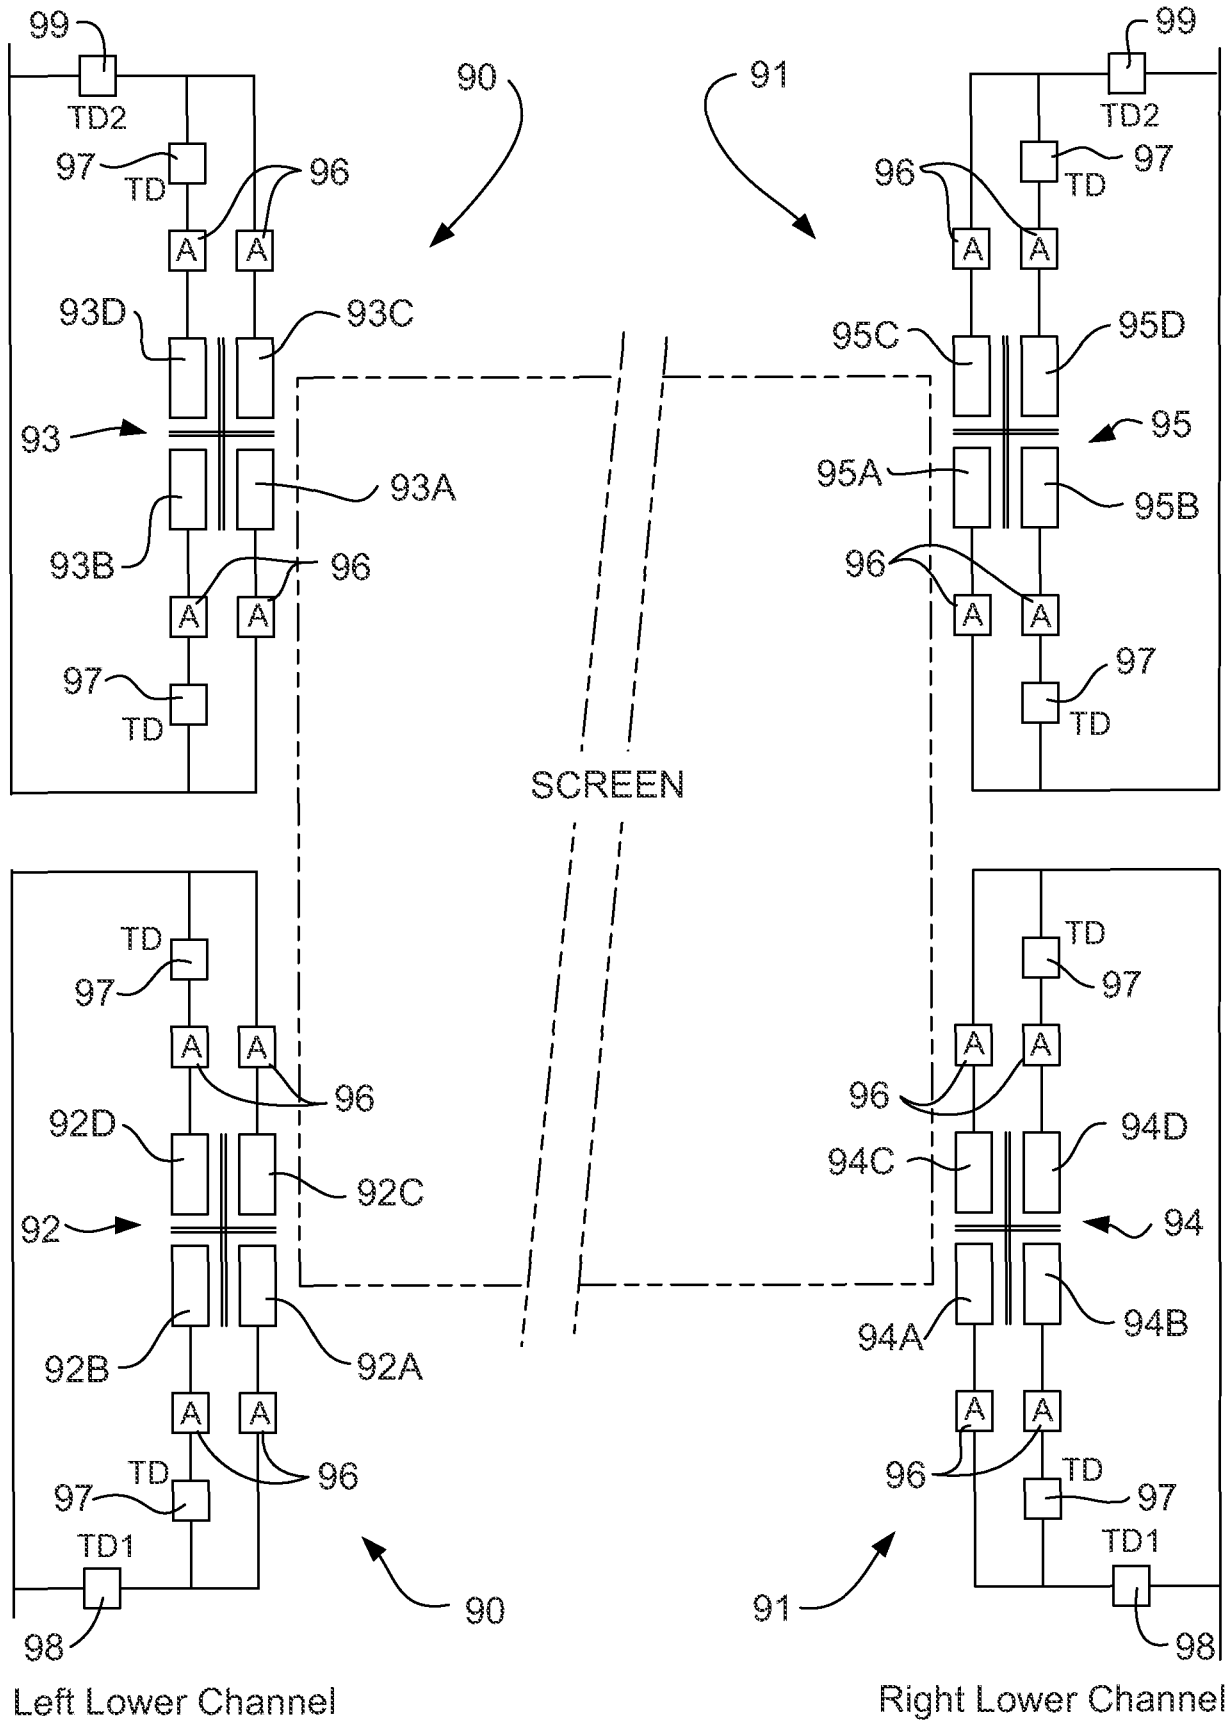 99
99
90
91
TD2
TD2
97
TD
96
96
97
TD
A
A
A
A
93D
93C
95C
95D
93
95
93A
95A
93B
95B
96
96
A
A
A
A
97
TD
97
TD
SCREEN
TD
97
TD
97
A
A
A
A
96
96
92D
94D
92C
94C
92
94
92B
92A
94A
94B
A
A
A
A
TD
96
96
TD
97
97
TD1
TD1
90
91
98
98
Left Lower Channel
Right Lower Channel